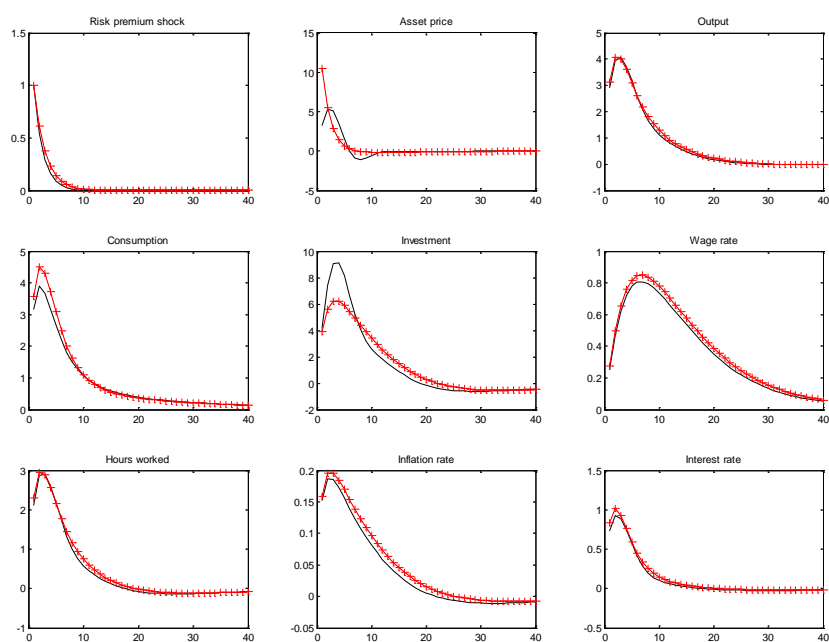 Risk premium shock
Asset price
Output
1.5
1
0.5
0
0 10 20 30 40
15
10
5
0
-5
0 10 20 30 40
5
4
3
2
1
0
-1
0 10 20 30 40
Consumption
Investment
Wage rate
5
4
3
2
1
0
0 10 20 30 40
10
8
6
4
2
0
-2
0 10 20 30 40
1
0.8
0.6
0.4
0.2
0
0 10 20 30 40
Hours worked
Inflation rate
Interest rate
3
2
1
0
-1
0 10 20 30 40
0.2
0.15
0.1
0.05
0
-0.05
0 10 20 30 40
1.5
1
0.5
0
-0.5
0 10 20 30 40